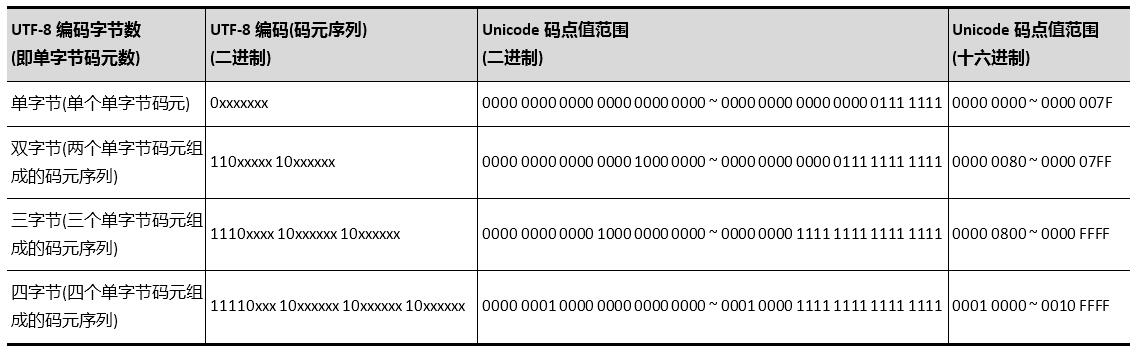 UTF-8 编码字节数
(即单字节码元数)
UTF-8 编码(码元序列)
(二进制)
Unicode 码点值范围
(二进制)
Unicode 码点值范围
(十六进制)
单字节(单个单字节码元)
0xxxxxxx
0000 0000 0000 0000 0000 0000 ~ 0000 0000 0000 0000 0111 1111
0000 0000 ~ 0000 007F
双字节(两个单字节码元组
成的码元序列)
110xxxxx 10xxxxxx
0000 0000 0000 0000 1000 0000 ~ 0000 0000 0000 0111 1111 1111
0000 0080 ~ 0000 07FF
三字节(三个单字节码元组
成的码元序列)
1110xxxx 10xxxxxx 10xxxxxx
0000 0000 0000 1000 0000 0000 ~ 0000 0000 1111 1111 1111 1111
0000 0800 ~ 0000 FFFF
四字节(四个单字节码元组
成的码元序列)
11110xxx 10xxxxxx 10xxxxxx 10xxxxxx
0000 0001 0000 0000 0000 0000 ~ 0001 0000 1111 1111 1111 1111
0001 0000 ~ 0010 FFFF